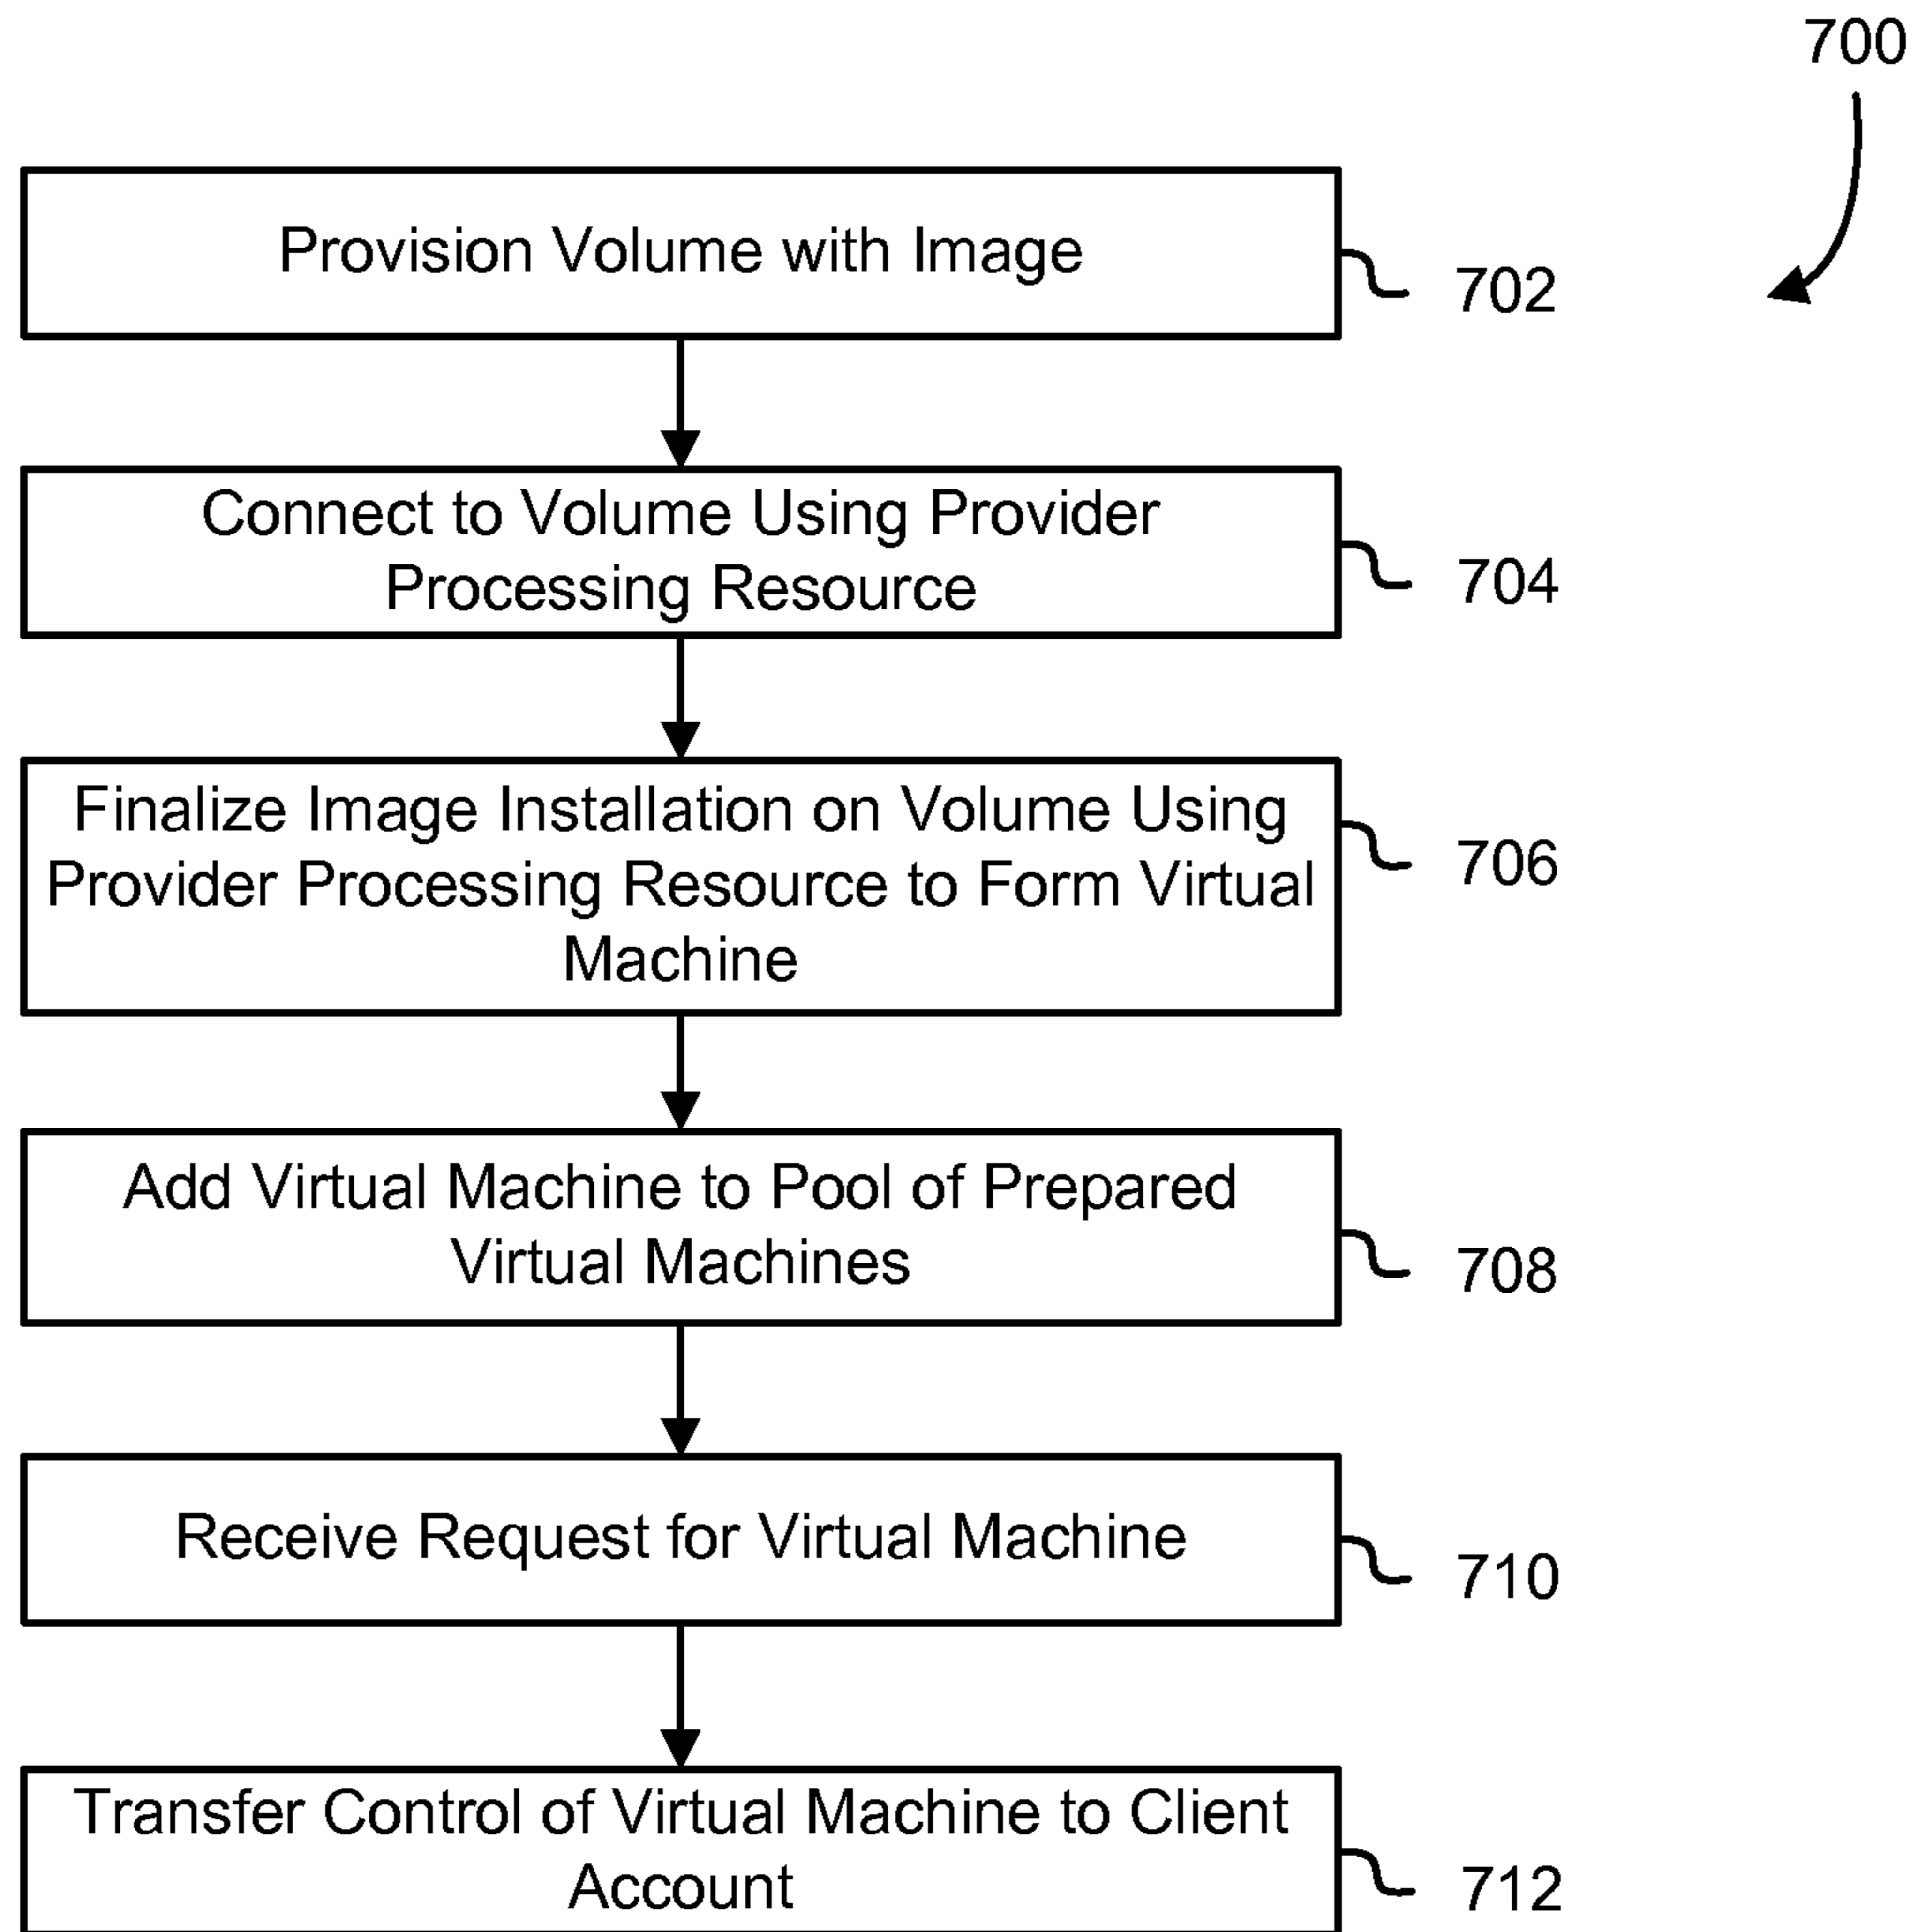 700
Provision Volume with Image
702
Connect to Volume Using Provider
Processing Resource
704
Finalize Image Installation on Volume Using
Provider Processing Resource to Form Virtual
Machine
706
Add Virtual Machine to Pool of Prepared
Virtual Machines
708
Receive Request for Virtual Machine
710
Transfer Control of Virtual Machine to Client
Account
712